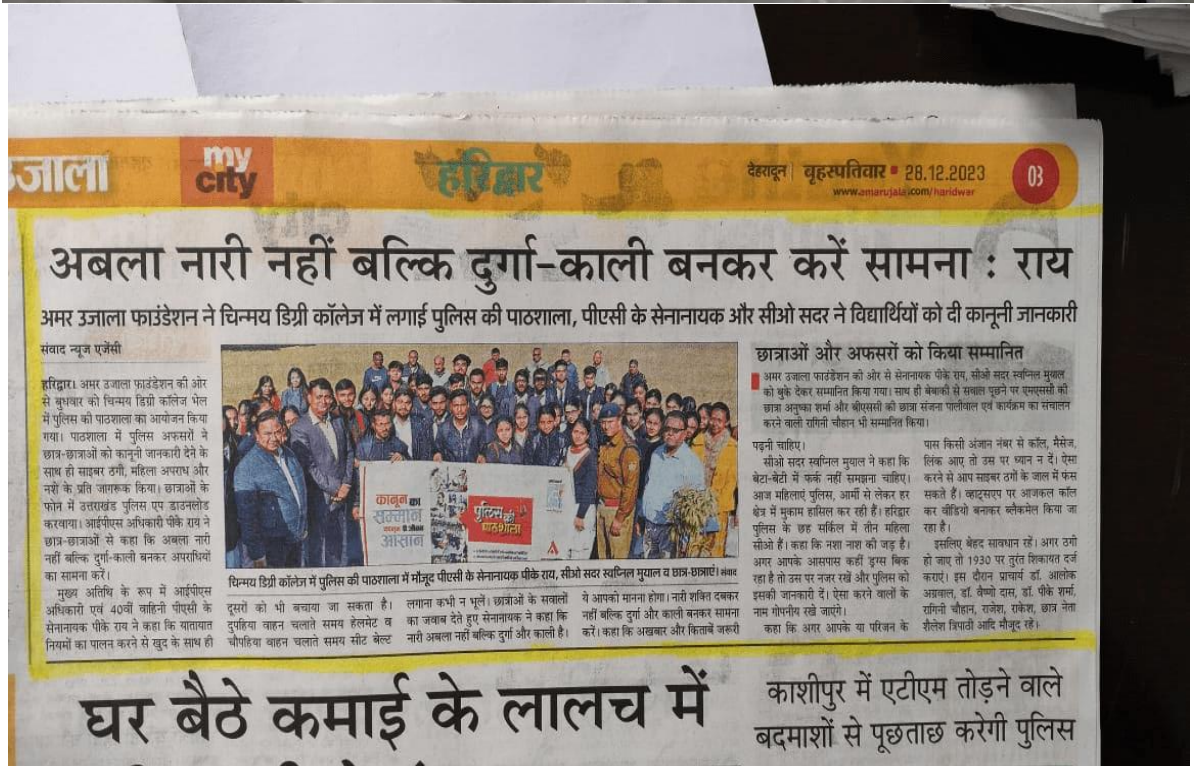 उजाला
my
city
हरिद्वार
देहरादून | बृहस्पतिवार ▪ 28.12.2023
www.amarujala.com/haridwar
03
अबला नारी नहीं बल्कि दुर्गा-काली बनकर करें सामना : राय
अमर उजाला फाउंडेशन ने चिन्मय डिग्री कॉलेज में लगाई पुलिस की पाठशाला, पीएसी के सेनानायक और सीओ सदर ने विद्यार्थियों को दी कानूनी जानकारी
संवाद न्यूज एजेंसी
हरिद्वार। अमर उजाला फाउंडेशन की ओर
से बुधवार को चिन्मय डिग्री कॉलेज भेल
में पुलिस की पाठशाला का आयोजन किया
गया। पाठशाला में पुलिस अफसरों ने
छात्र-छात्राओं को कानूनी जानकारी देने के
साथ ही साइबर ठगी, महिला अपराध और
नशे के प्रति जागरूक किया। छात्राओं के
फोन में उत्तराखंड पुलिस एप डाउनलोड
करवाया। आईपीएस अधिकारी पीके राय ने
छात्र-छात्राओं से कहा कि अबला नारी
नहीं बल्कि दुर्गा-काली बनकर अपराधियों
का सामना करें।
मुख्य अतिथि के रूप में आईपीएस
अधिकारी एवं 40वीं वाहिनी पीएसी के
सेनानायक पीके राय ने कहा कि यातायात
नियमों का पालन करने से खुद के साथ ही
कानून का
सम्मान
आसान
पुलिस की
पाठशाला
चिन्मय डिग्री कॉलेज में पुलिस की पाठशाला में मौजूद पीएसी के सेनानायक पीके राय, सीओ सदर स्वप्निल मुयाल व छात्र-छात्राएं। संवाद
दूसरों को भी बचाया जा सकता है।
दुपहिया वाहन चलाते समय हेलमेट व
चौपहिया वाहन चलाते समय सीट बेल्ट
लगाना कभी न भूलें। छात्राओं के सवालों
का जवाब देते हुए सेनानायक ने कहा कि
नारी अबला नहीं बल्कि दुर्गा और काली है।
ये आपको मानना होगा। नारी शक्ति दबकर
नहीं बल्कि दुर्गा और काली बनकर सामना
करें। कहा कि अखबार और किताबें जरूरी
छात्राओं और अफसरों को किया सम्मानित
अमर उजाला फाउंडेशन की ओर से सेनानायक पीके राय, सीओ सदर स्वप्निल मुयाल
को बुके देकर सम्मानित किया गया। साथ ही बेबाकी से सवाल पूछने पर एमएससी की
छात्रा अनुष्का शर्मा और बीएससी की छात्रा संजना पालीवाल एवं कार्यक्रम का संचालन
करने वाली रागिनी चौहान भी सम्मानित किया।
पढ़नी चाहिए।
सीओ सदर स्वप्निल मुयाल ने कहा कि
बेटा-बेटी में फर्क नहीं समझना चाहिए।
आज महिलाएं पुलिस, आर्मी से लेकर हर
क्षेत्र में मुकाम हासिल कर रही हैं। हरिद्वार
पुलिस के छह सर्किल में तीन महिला
सीओ हैं। कहा कि नशा नाश की जड़ है।
अगर आपके आसपास कहीं ड्रग्स बिक
रहा है तो उस पर नजर रखें और पुलिस को
इसकी जानकारी दें। ऐसा करने वालों के
नाम गोपनीय रखे जाएंगे।
कहा कि अगर आपके या परिजन के
पास किसी अंजान नंबर से कॉल, मैसेज,
लिंक आए तो उस पर ध्यान न दें। ऐसा
करने से आप साइबर ठगों के जाल में फंस
सकते हैं। व्हाट्सएप पर आजकल कॉल
कर वीडियो बनाकर ब्लैकमेल किया जा
रहा है।
इसलिए बेहद सावधान रहें। अगर ठगी
हो जाए तो 1930 पर तुरंत शिकायत दर्ज
कराएं। इस दौरान प्राचार्य डॉ. आलोक
अग्रवाल, डॉ. वैष्णो दास, डॉ. पीके शर्मा,
रागिनी चौहान, राजेश, राकेश, छात्र नेता
शैलेश त्रिपाठी आदि मौजूद रहे।
घर बैठे कमाई के लालच में
काशीपुर में एटीएम तोड़ने वाले
बदमाशों से पूछताछ करेगी पुलिस